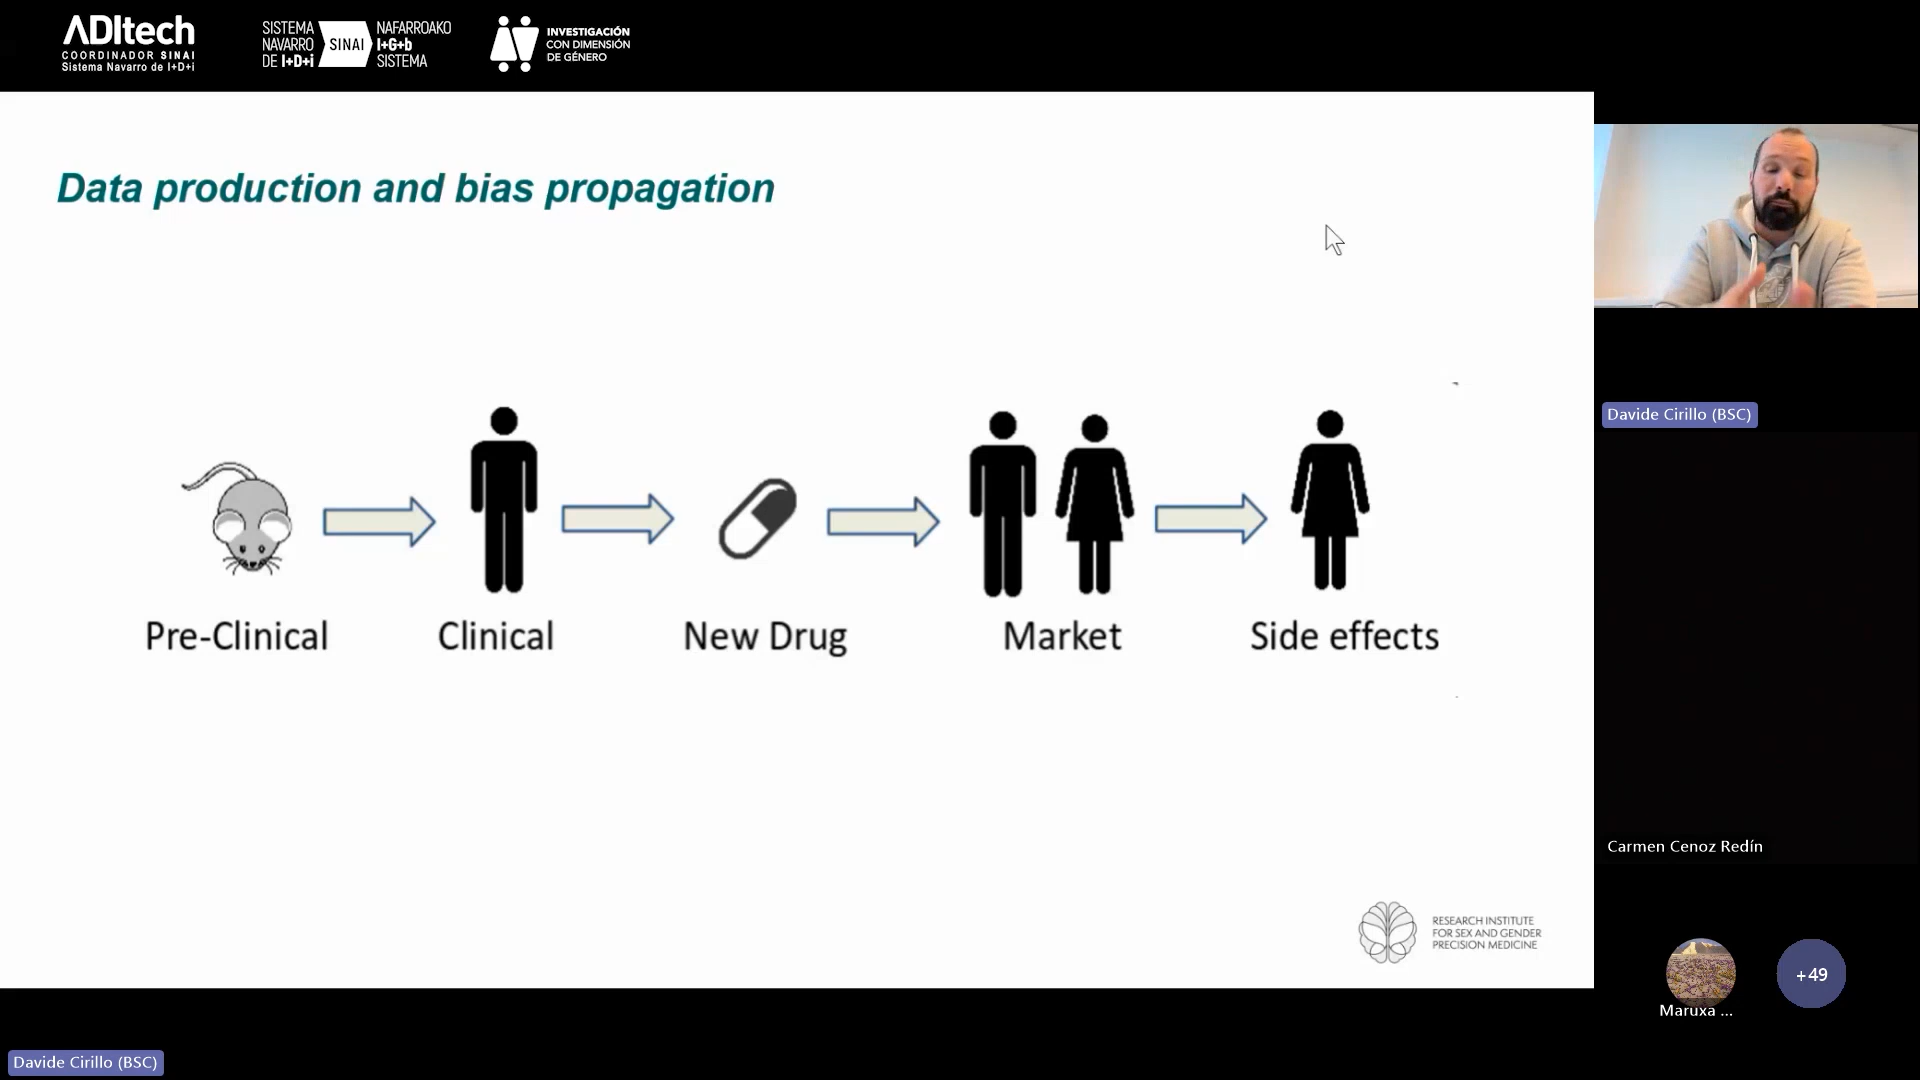 ADItech
COORDINADOR SINAI
Sistema Navarro de I+D+i
SISTEMA
NAVARRO
DE I+D+i
SINAI
NAFARROAKO
I+G+b
SISTEMA
INVESTIGACIÓN
CON DIMENSIÓN
DE GÉNERO
Data production and bias propagation
Pre-Clinical
Clinical
New Drug
Market
Side effects
RESEARCH INSTITUTE
FOR SEX AND GENDER
PRECISION MEDICINE
Davide Cirillo (BSC)
Carmen Cenoz Redín
Maruxa ...
+49
Davide Cirillo (BSC)